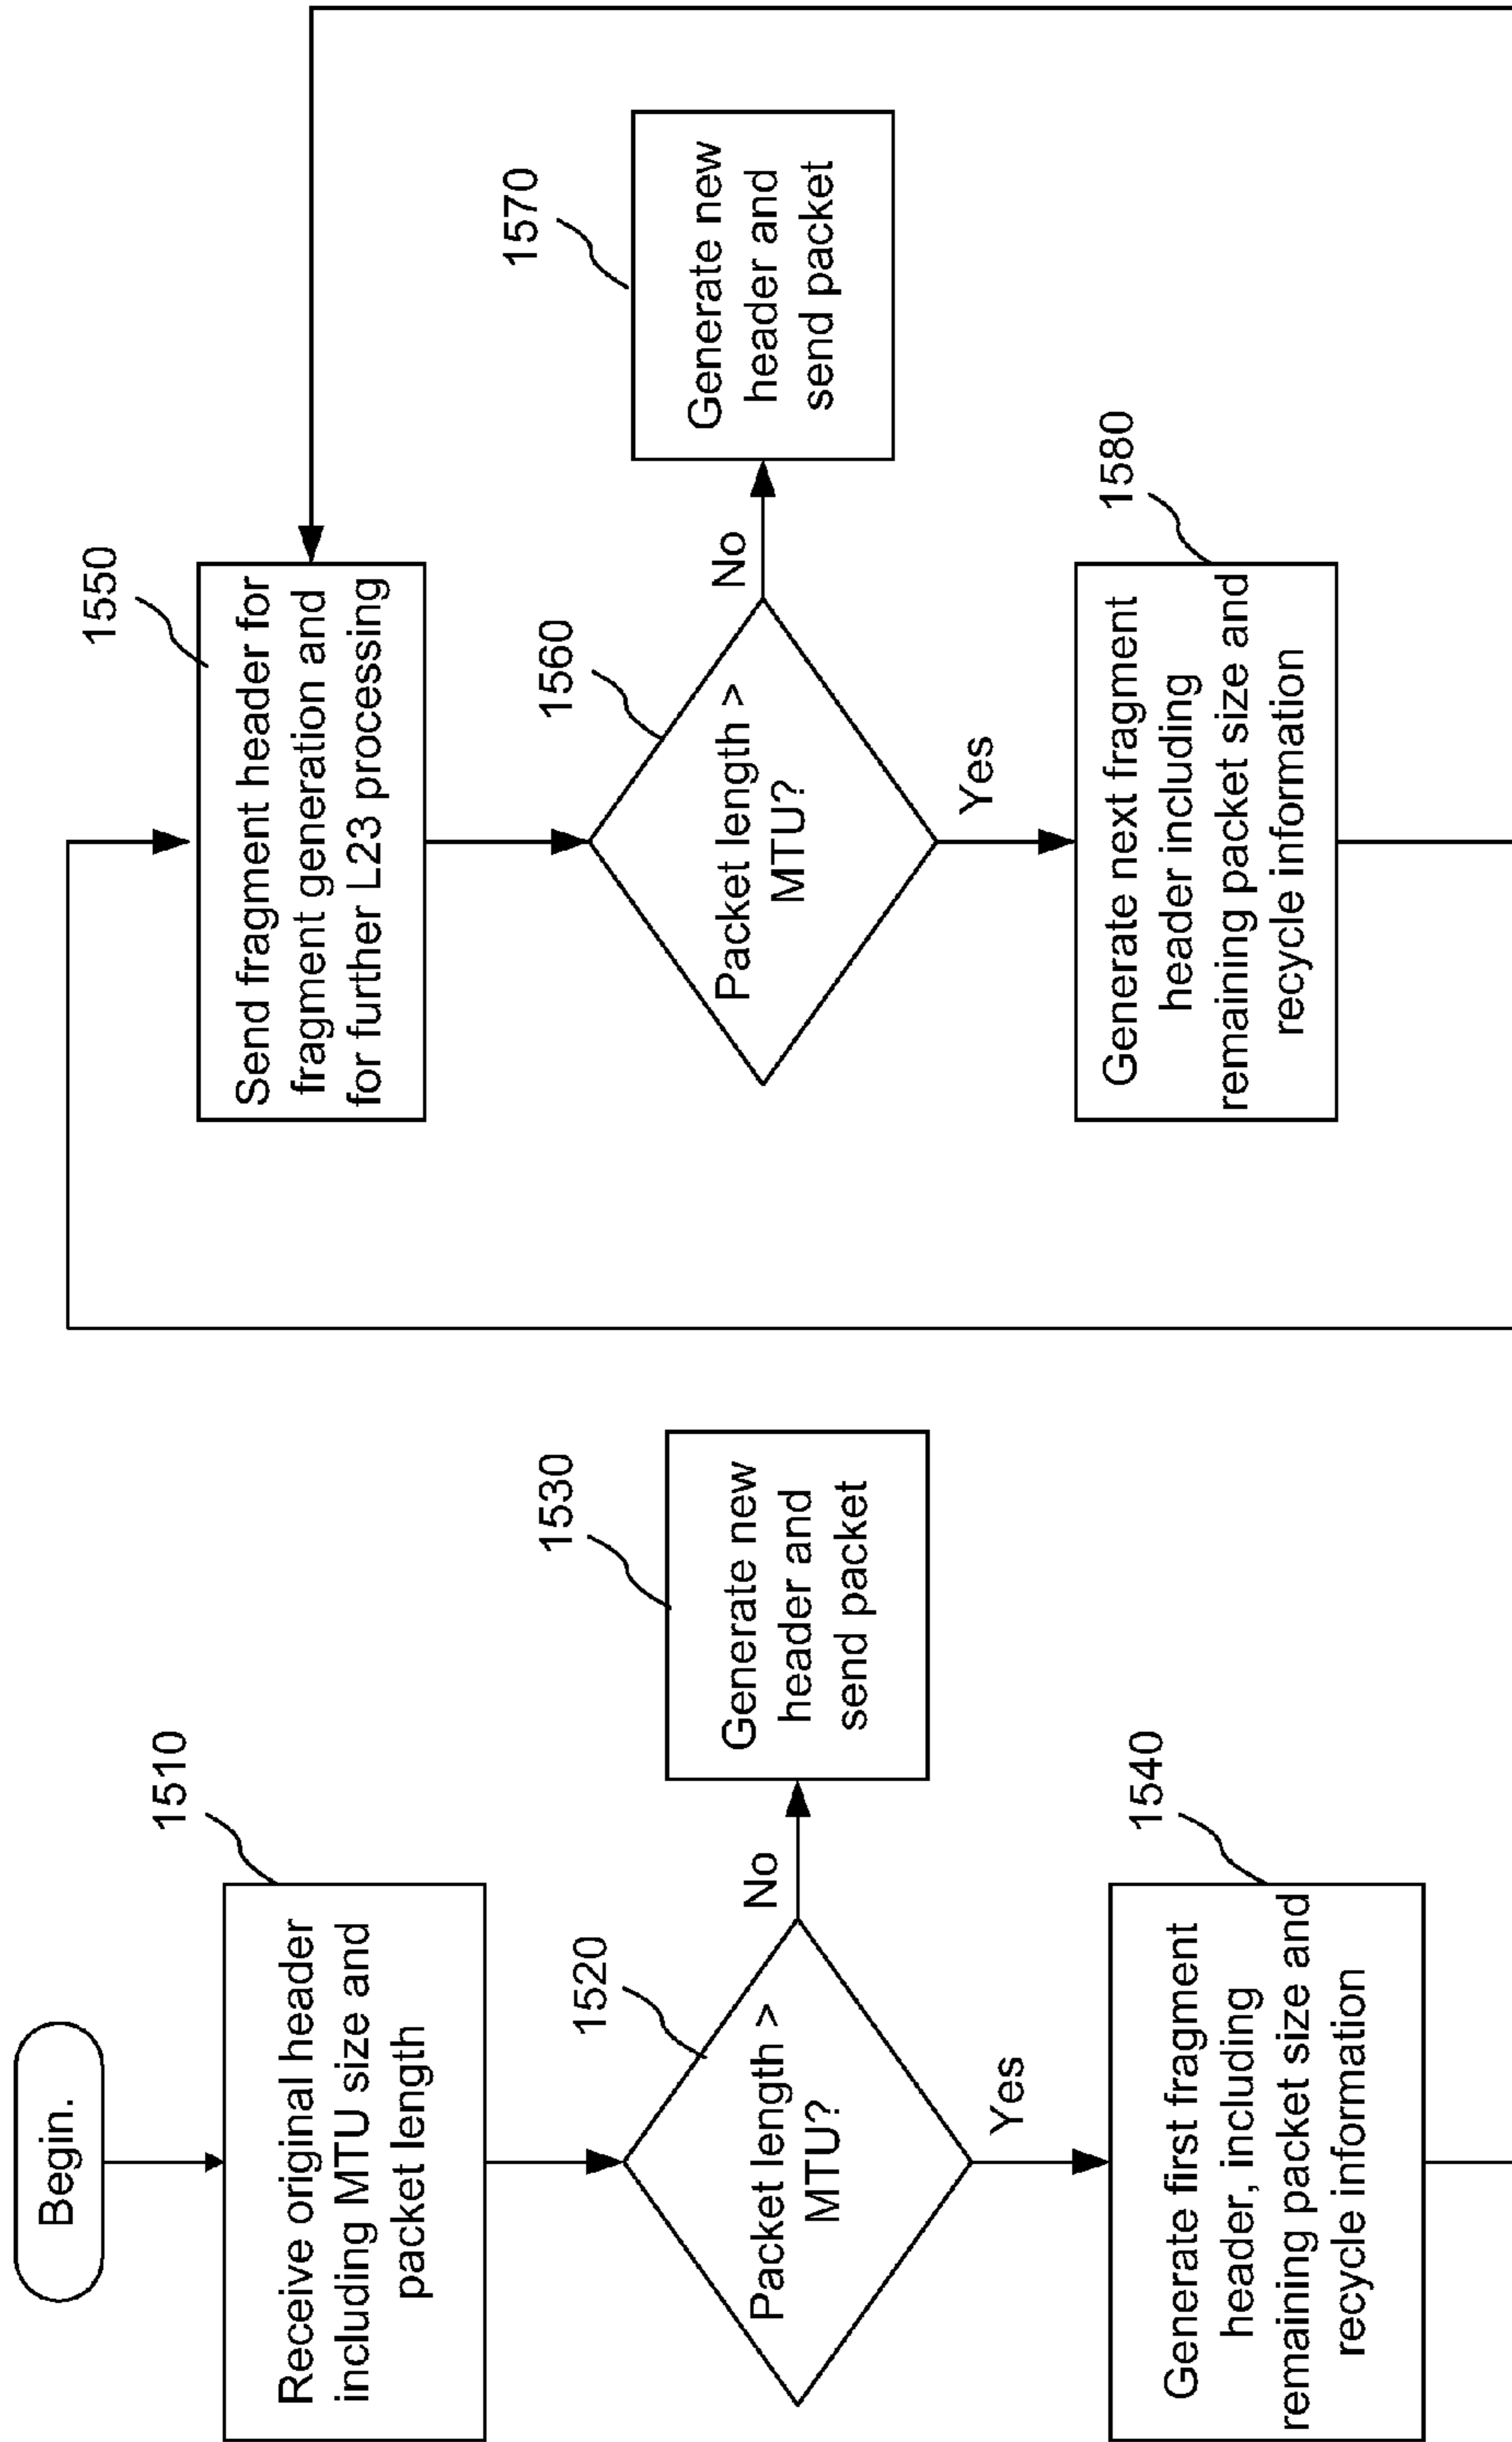 Begin.
1510
Receive original header
including MTU size and
packet length
1520
Packet length >
MTU?
No
1530
Generate new
header and
send packet
Yes
1540
Generate first fragment
header, including
remaining packet size and
recycle information
1550
Send fragment header for
fragment generation and
for further L23 processing
1560
Packet length >
MTU?
No
1570
Generate new
header and
send packet
Yes
1580
Generate next fragment
header including
remaining packet size and
recycle information